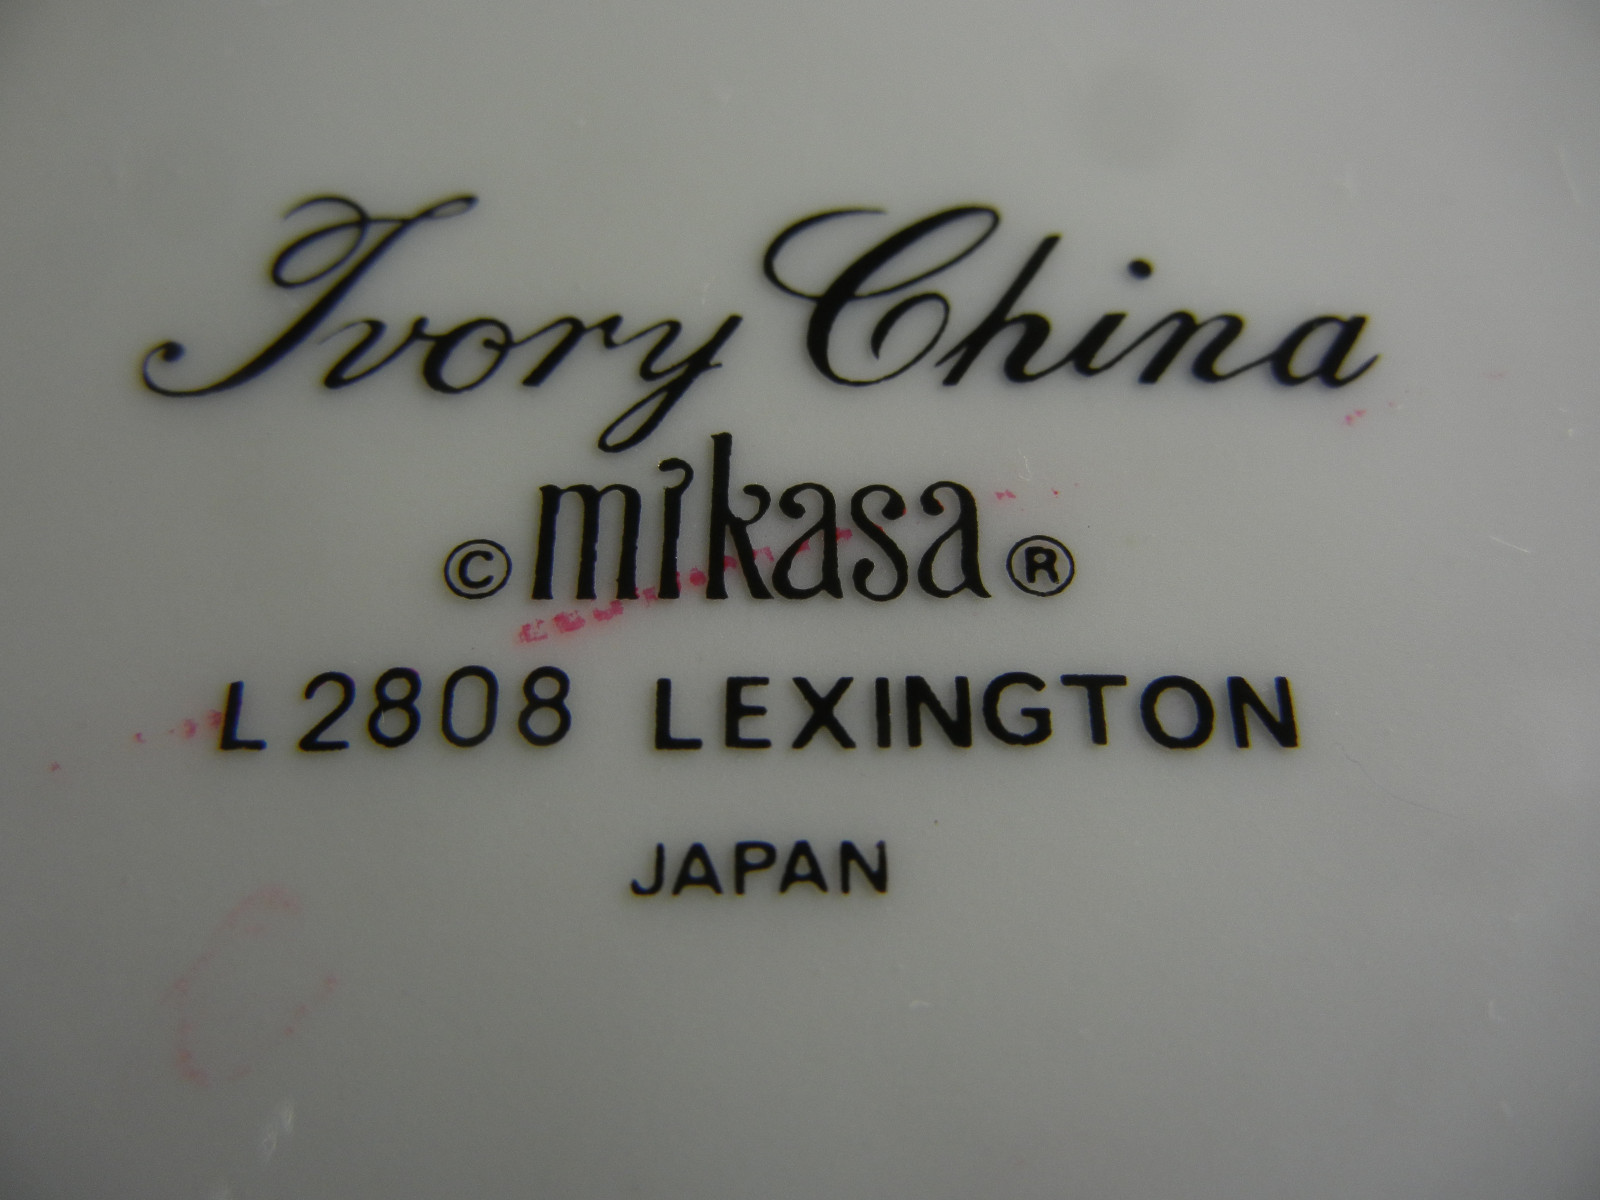 Ivory China
© mikasa ®
L2808 LEXINGTON
JAPAN